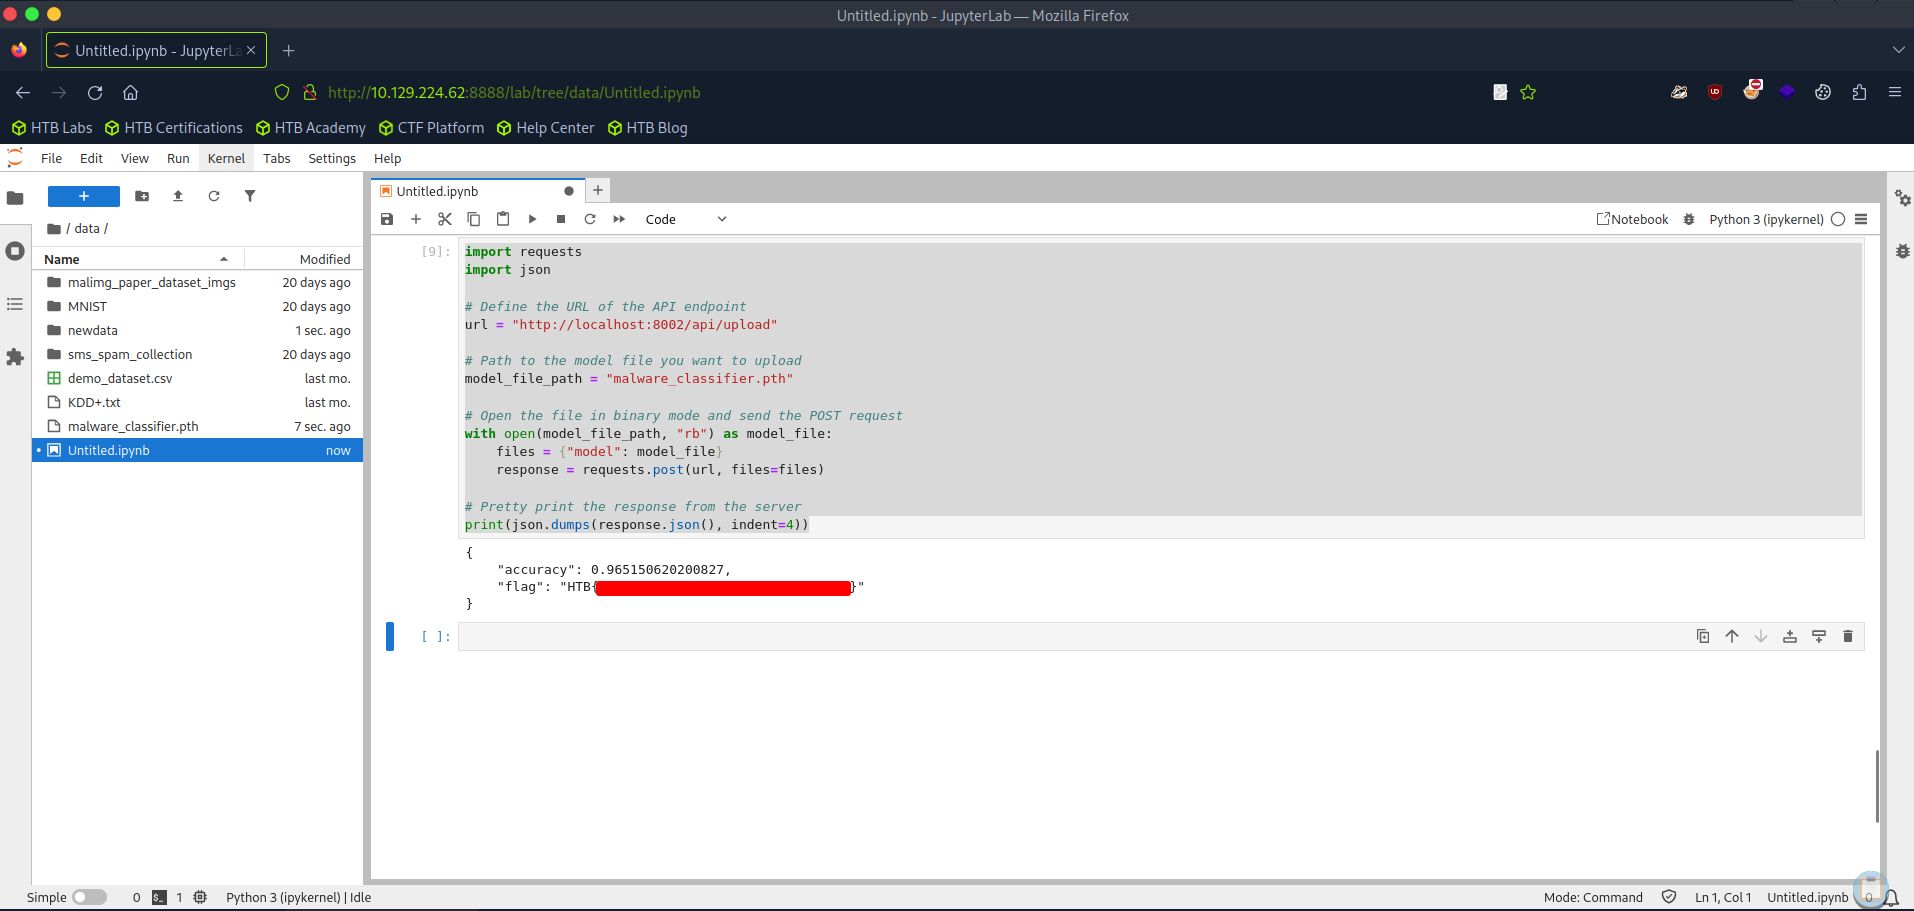 Untitled.ipynb - JupyterLab — Mozilla Firefox
Untitled.ipynb - JupyterLa
http://10.129.224.62:8888/lab/tree/data/Untitled.ipynb
HTB Labs HTB Certifications HTB Academy CTF Platform Help Center HTB Blog
File Edit View Run Kernel Tabs Settings Help
Untitled.ipynb
Code
Notebook Python 3 (ipykernel)
/ data /
Name Modified
malimg_paper_dataset_imgs 20 days ago
MNIST 20 days ago
newdata 1 sec. ago
sms_spam_collection 20 days ago
demo_dataset.csv last mo.
KDD+.txt last mo.
malware_classifier.pth 7 sec. ago
Untitled.ipynb now
[9]:
import requests
import json
# Define the URL of the API endpoint
url = "http://localhost:8002/api/upload"
# Path to the model file you want to upload
model_file_path = "malware_classifier.pth"
# Open the file in binary mode and send the POST request
with open(model_file_path, "rb") as model_file:
    files = {"model": model_file}
    response = requests.post(url, files=files)
# Pretty print the response from the server
print(json.dumps(response.json(), indent=4))
{
    "accuracy": 0.965150620200827,
    "flag": "HTB{ }"
}
[ ]:
Simple 0 1 Python 3 (ipykernel) | Idle Mode: Command Ln 1, Col 1 Untitled.ipynb 0